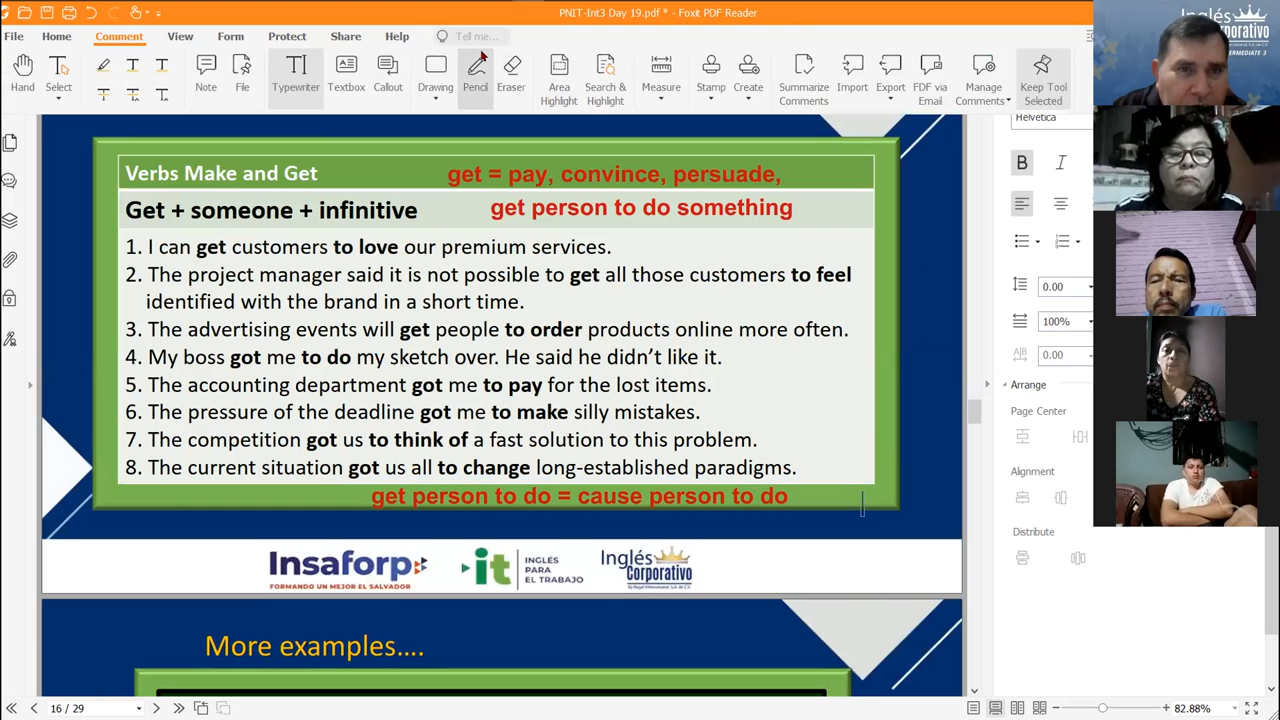 PNIT-Int3 Day 19.pdf * - Foxit PDF Reader
File Home Comment View Form Protect Share Help Tell me...
Hand Select Note File Typewriter Textbox Callout Drawing Pencil Eraser Area Highlight Search & Highlight Measure Stamp Create Summarize Comments Import Export FDF via Email Manage Comments Keep Tool Selected
Inglés
Corporativo
Verbs Make and Get
get = pay, convince, persuade,
Get + someone + infinitive
get person to do something
1. I can get customers to love our premium services.
2. The project manager said it is not possible to get all those customers to feel
identified with the brand in a short time.
3. The advertising events will get people to order products online more often.
4. My boss got me to do my sketch over. He said he didn’t like it.
5. The accounting department got me to pay for the lost items.
6. The pressure of the deadline got me to make silly mistakes.
7. The competition got us to think of a fast solution to this problem.
8. The current situation got us all to change long-established paradigms.
get person to do = cause person to do
Insaforp
FORMANDO UN MEJOR EL SALVADOR
it
INGLÉS
PARA
EL TRABAJO
Inglés
Corporativo
More examples....
Helvetica
B I
0.00
100%
0.00
Arrange
Page Center
Alignment
Distribute
16 / 29
82.88%